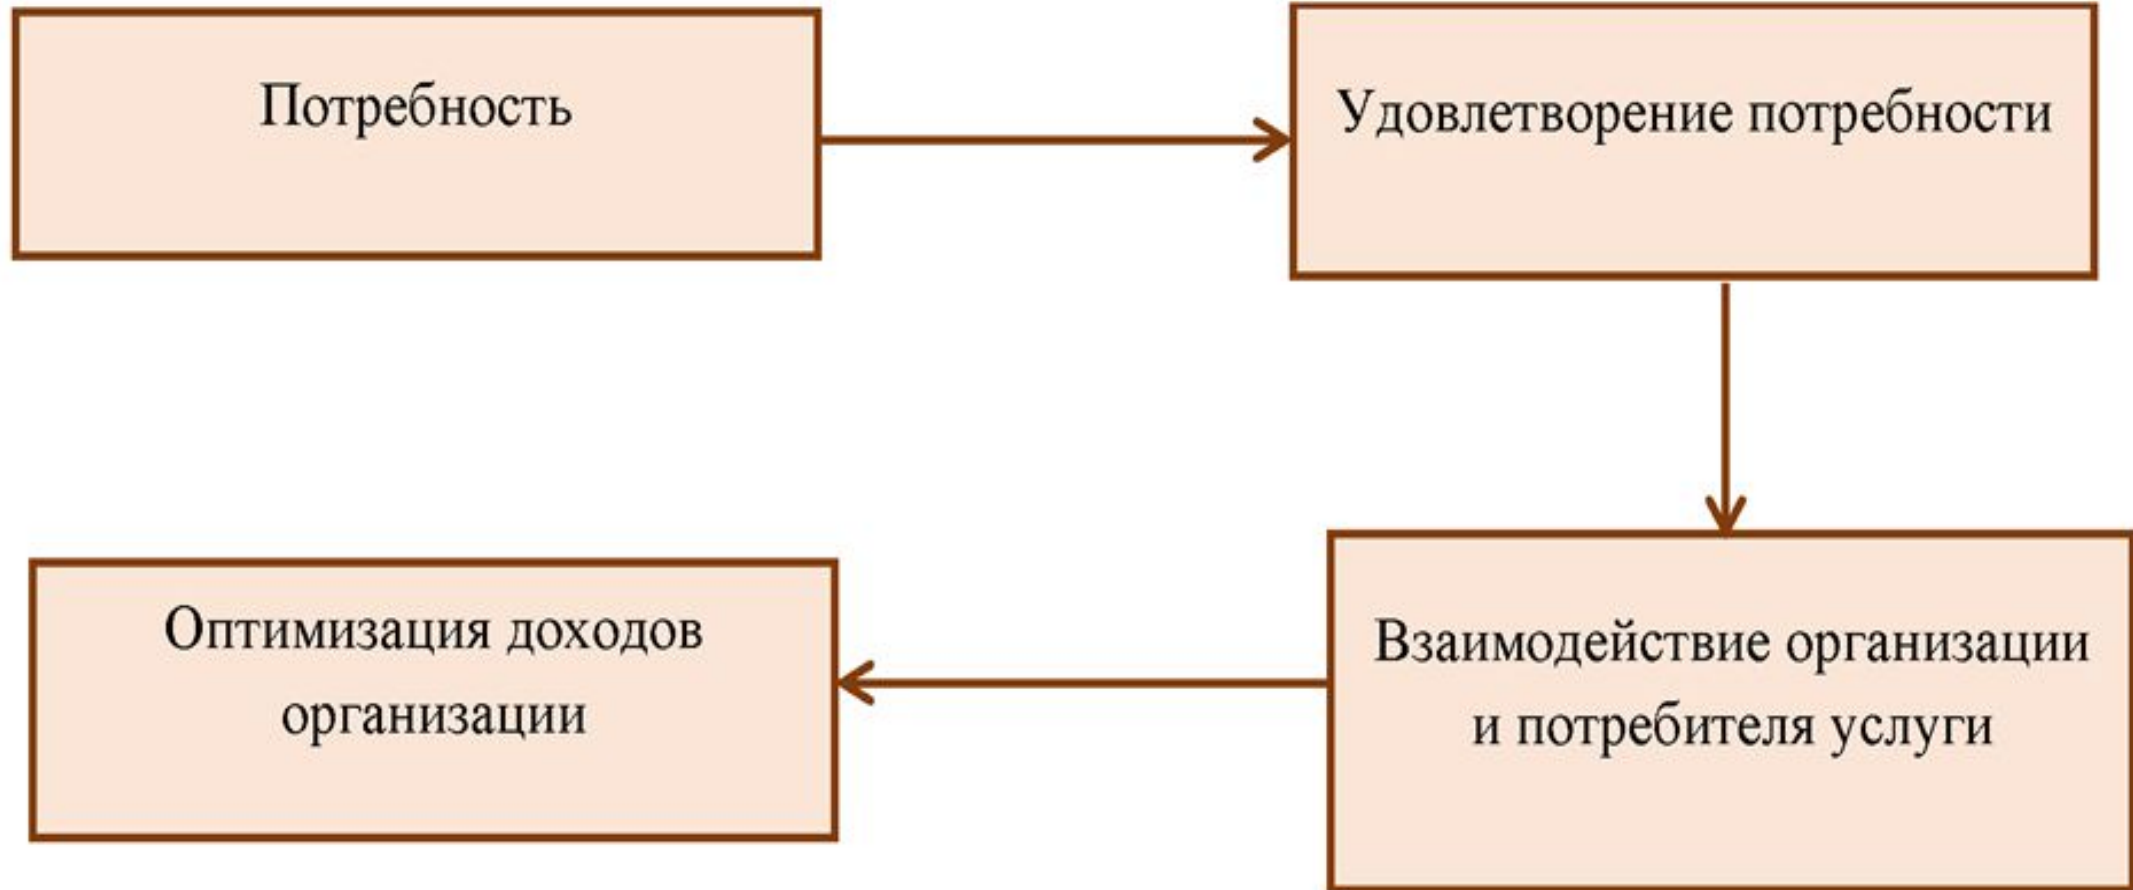 Потребность
Удовлетворение потребности
Взаимодействие организации
и потребителя услуги
Оптимизация доходов
организации